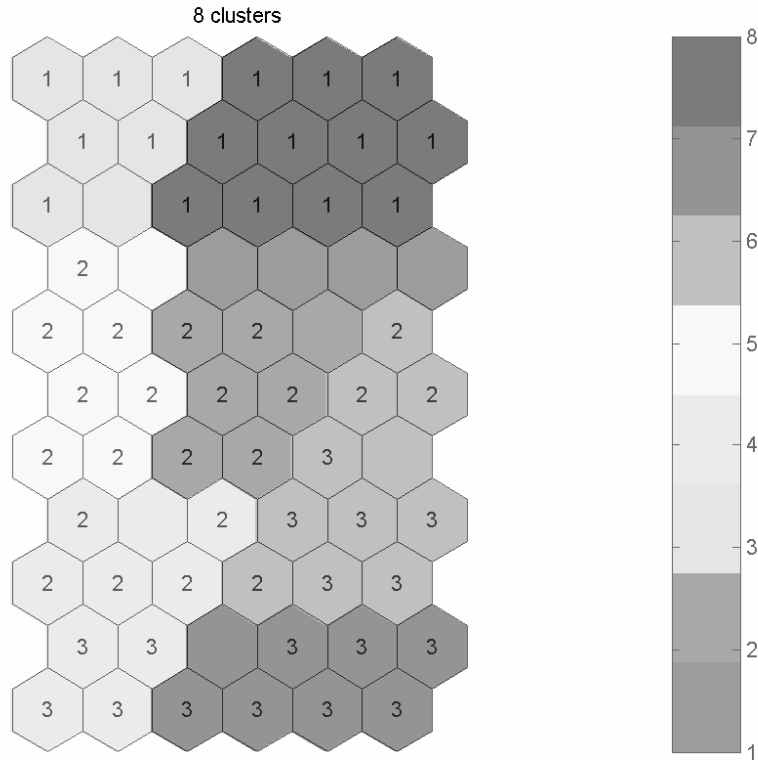 8 clusters
1 1 1 1 1 1
1 1 1 1 1 1
1 1 1 1 1
2
2 2 2 2 2
2 2 2 2 2 2
2 2 2 2 3
2 2 3 3 3
2 2 2 2 3 3
3 3 3 3 3
3 3 3 3 3 3
8
7
6
5
4
3
2
1